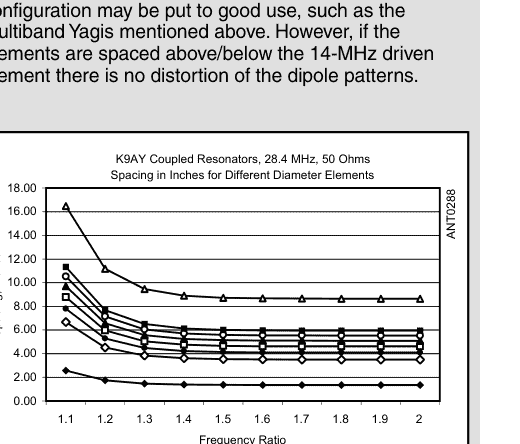 onfiguration may be put to good use, such as the
ultiband Yagis mentioned above. However, if the
ements are spaced above/below the 14-MHz driven
ement there is no distortion of the dipole patterns.
K9AY Coupled Resonators, 28.4 MHz, 50 Ohms
Spacing in Inches for Different Diameter Elements
18.00
16.00
14.00
12.00
10.00
8.00
6.00
4.00
2.00
0.00
1.1 1.2 1.3 1.4 1.5 1.6 1.7 1.8 1.9 2
Frequency Ratio
ANT0288